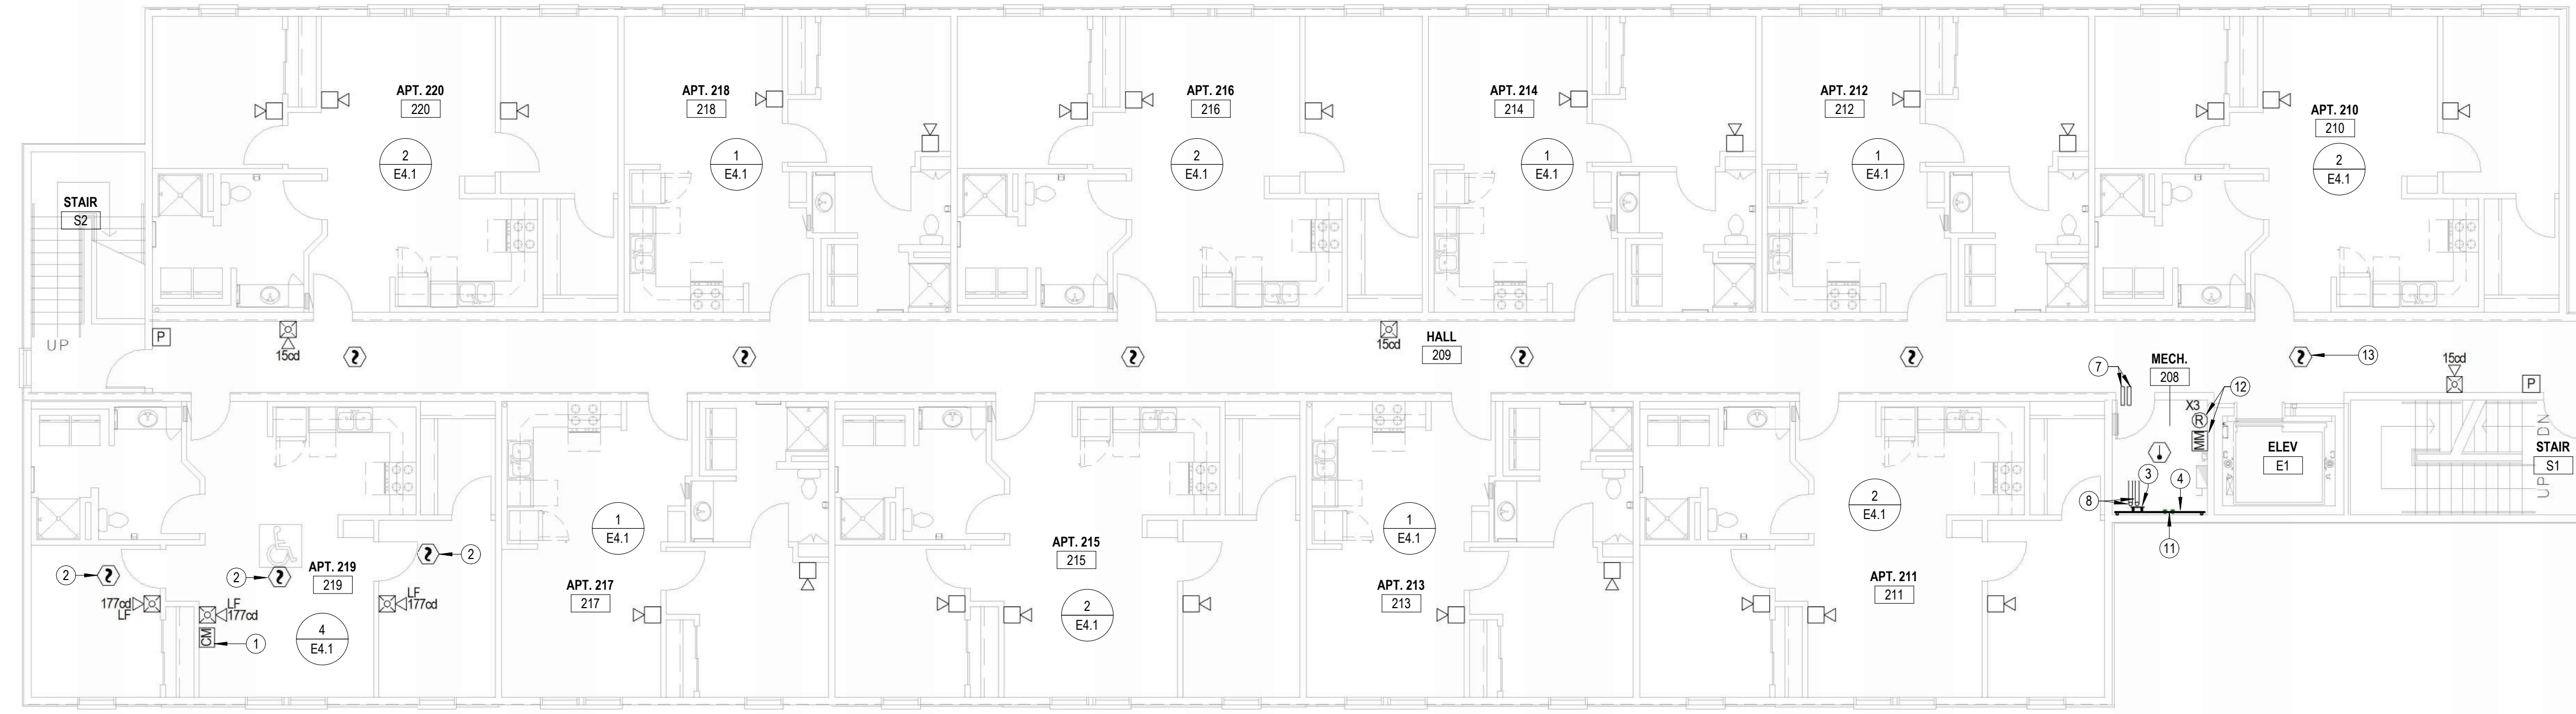 APT. 220
220
2
E4.1
APT. 218
218
1
E4.1
APT. 216
216
2
E4.1
APT. 214
214
1
E4.1
APT. 212
212
1
E4.1
APT. 210
210
2
E4.1
STAIR
S2
UP
P
15cd
15cd
HALL
209
MECH.
208
7
X3
R
MM
12
13
15cd
P
ELEV
E1
STAIR
S1
UP
DN
3
4
8
11
2
2
2
APT. 219
219
177cd
LF
LF
177cd
LF
177cd
CM
1
4
E4.1
1
E4.1
APT. 217
217
APT. 215
215
2
E4.1
1
E4.1
APT. 213
213
2
E4.1
APT. 211
211